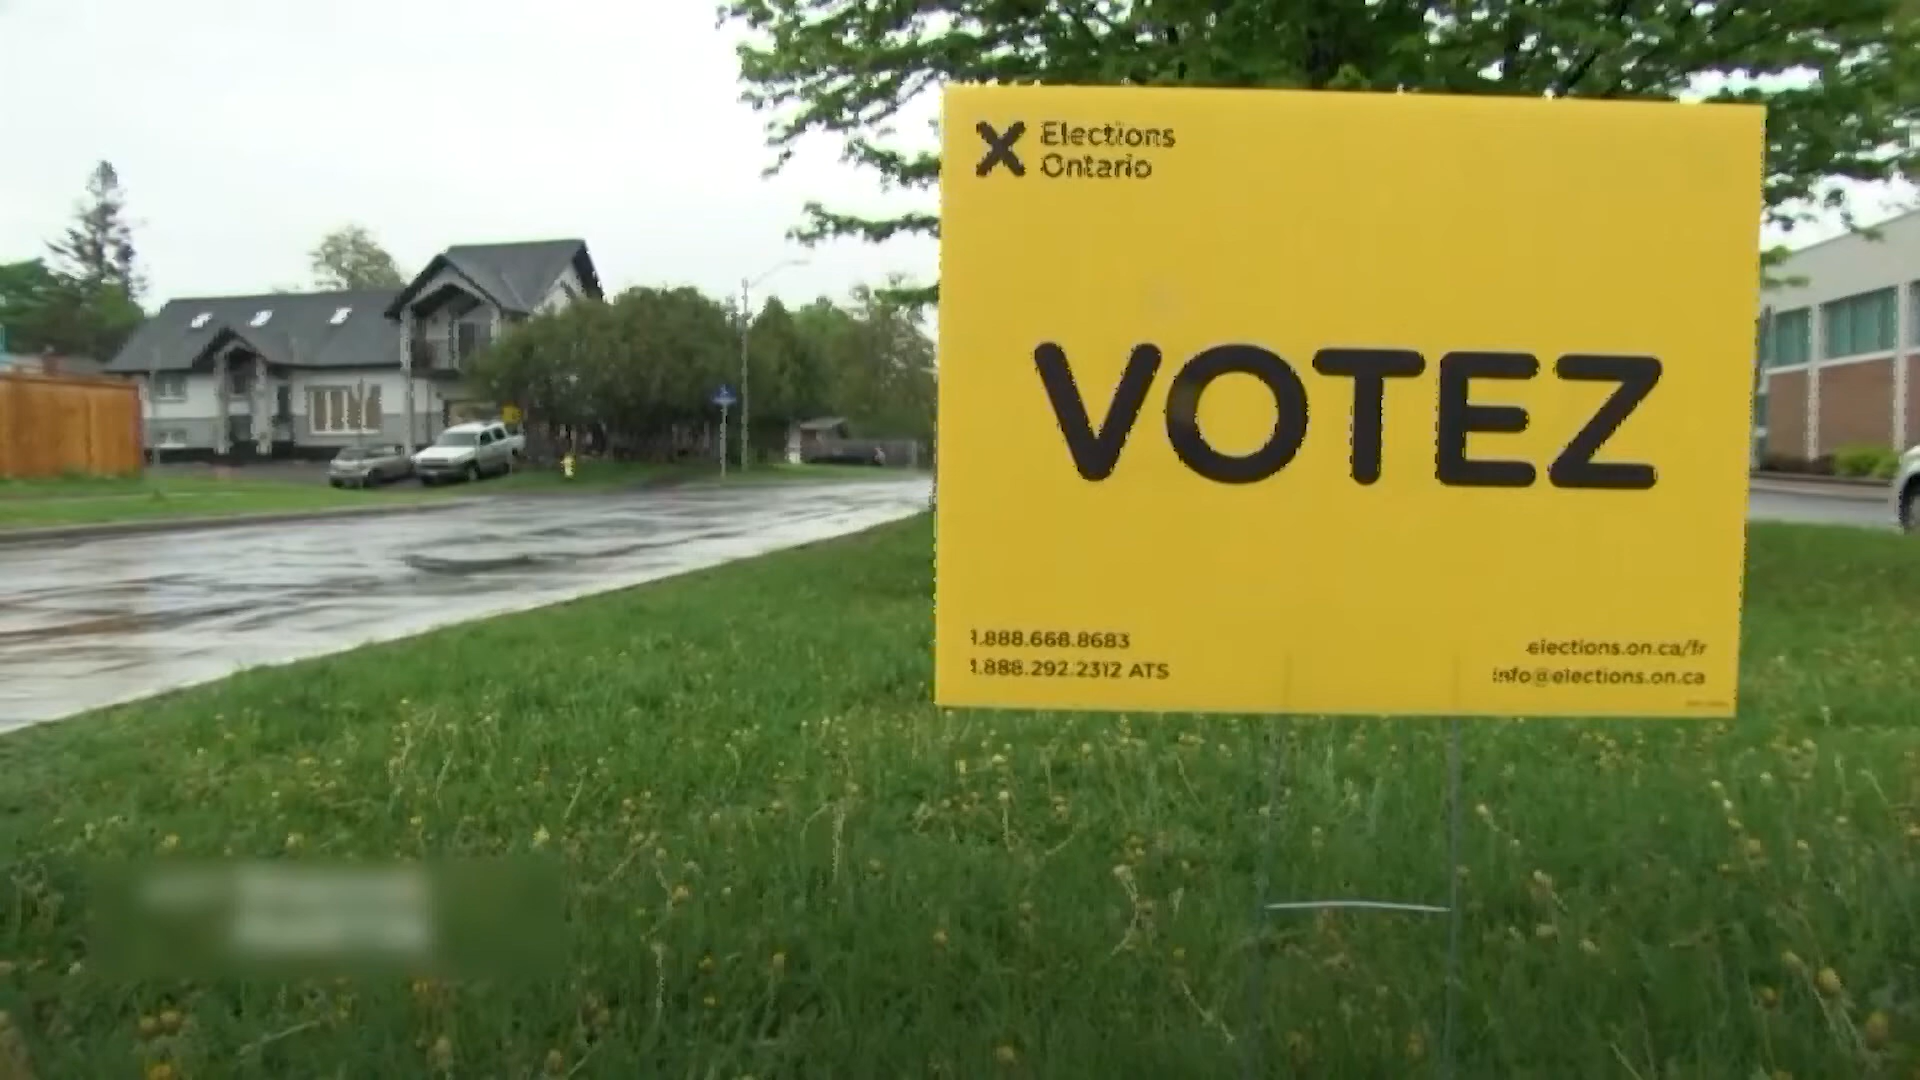 Elections
Ontario
VOTEZ
1.888.668.8683
1.888.292.2312 ATS
elections.on.ca/fr
info@elections.on.ca